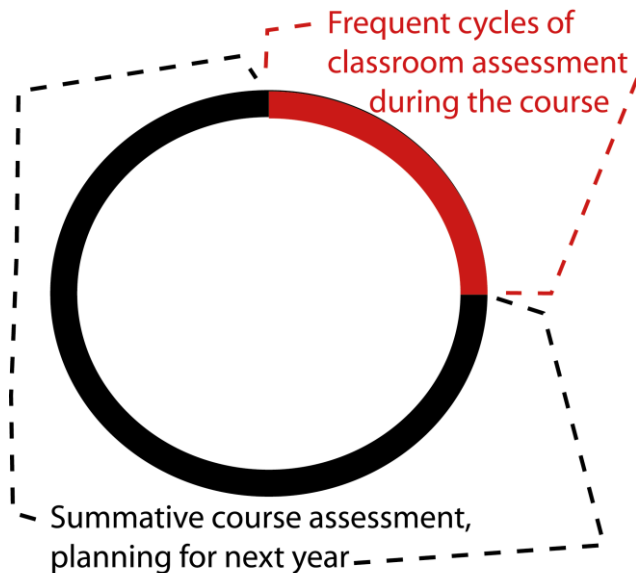 Frequent cycles of
classroom assessment
during the course
Summative course assessment,
planning for next year